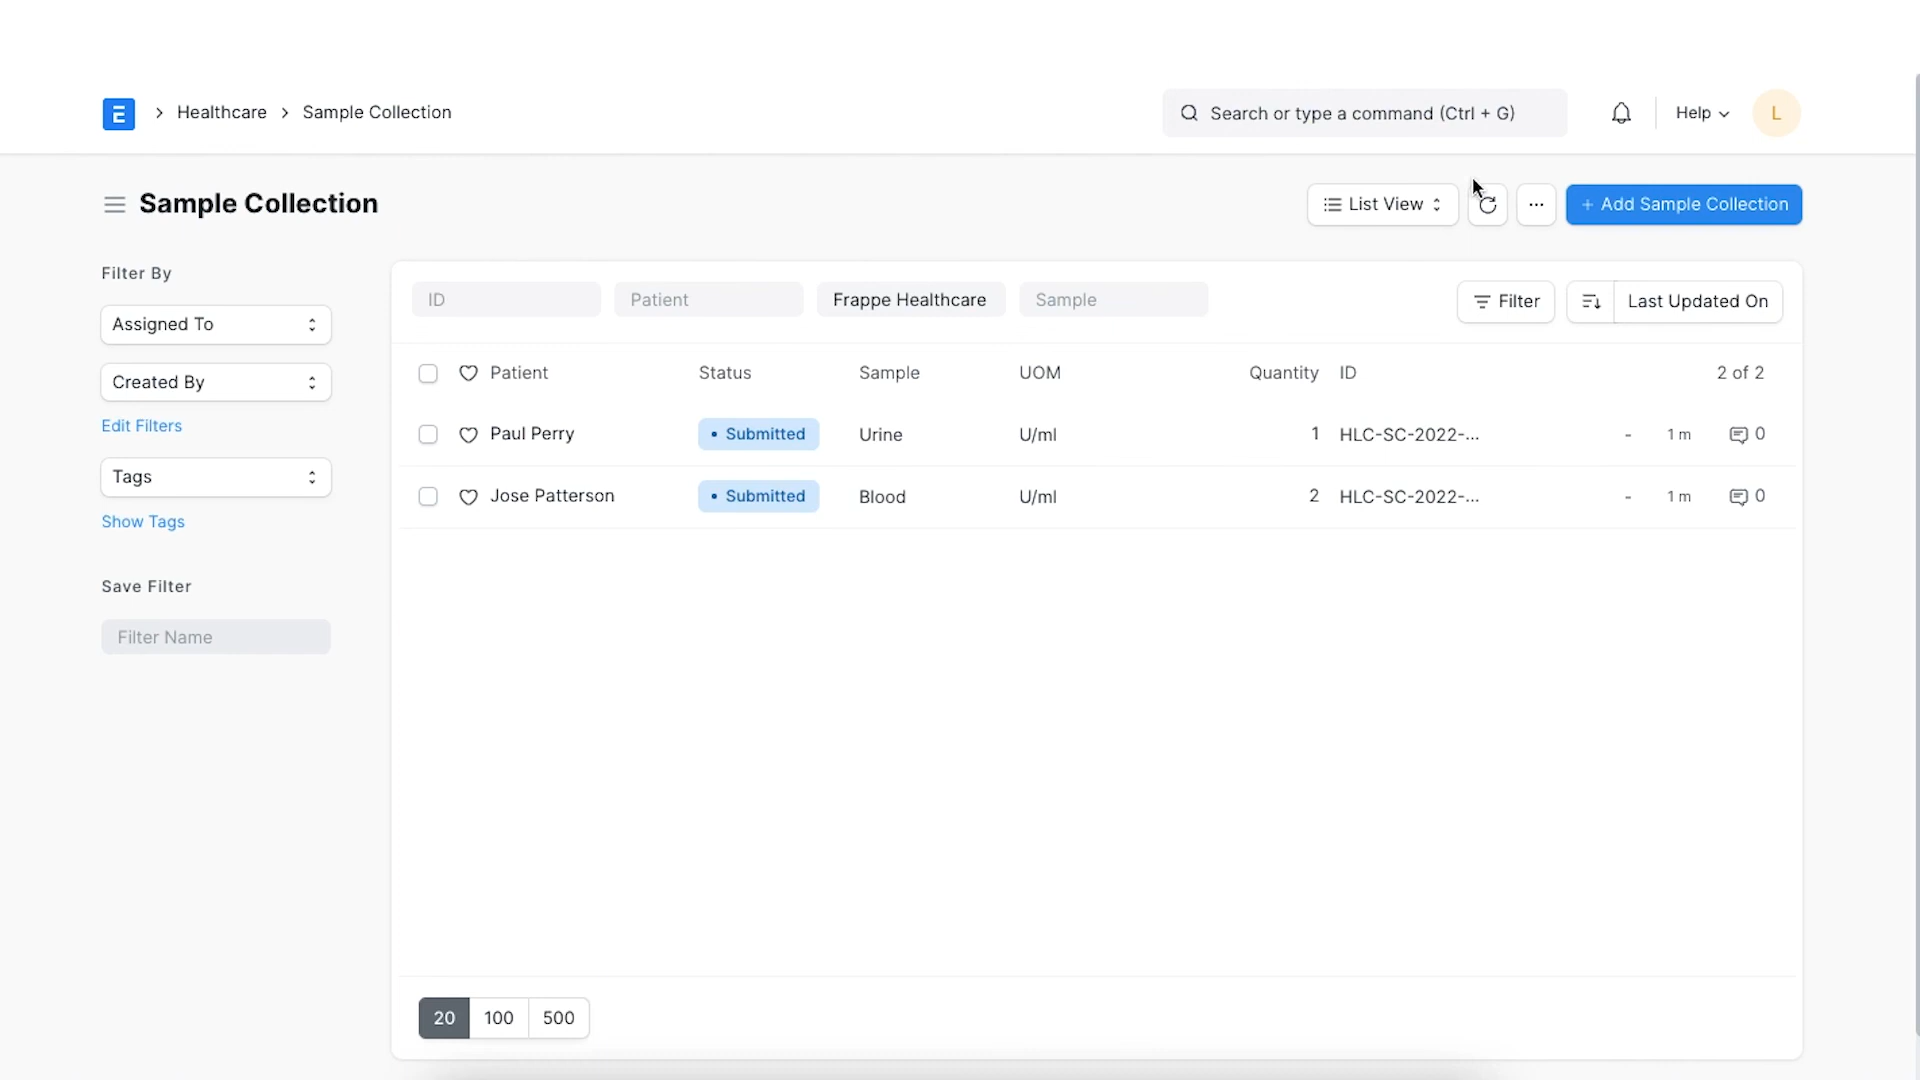 E > Healthcare > Sample Collection Search or type a command (Ctrl + G) Help L
Sample Collection List View ... + Add Sample Collection
Filter By
Assigned To
Created By
Edit Filters
Tags
Show Tags
Save Filter
Filter Name
ID Patient Frappe Healthcare Sample Filter Last Updated On
Patient Status Sample UOM Quantity ID 2 of 2
Paul Perry • Submitted Urine U/ml 1 HLC-SC-2022-... - 1 m 0
Jose Patterson • Submitted Blood U/ml 2 HLC-SC-2022-... - 1 m 0
20 100 500